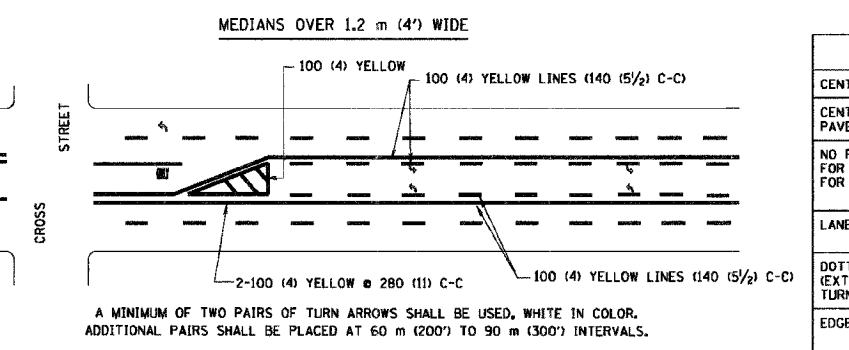 MEDIANS OVER 1.2 m (4') WIDE
100 (4) YELLOW
100 (4) YELLOW LINES (140 (5½) C-C)
STREET
CROSS
ONLY
2-100 (4) YELLOW @ 280 (11) C-C
100 (4) YELLOW LINES (140 (5½) C-C)
A MINIMUM OF TWO PAIRS OF TURN ARROWS SHALL BE USED, WHITE IN COLOR.
ADDITIONAL PAIRS SHALL BE PLACED AT 60 m (200') TO 90 m (300') INTERVALS.
CENT
CENT
PAVE
NO P
FOR
FOR
LANE
DOTT
(EXT
TURN
EDGE